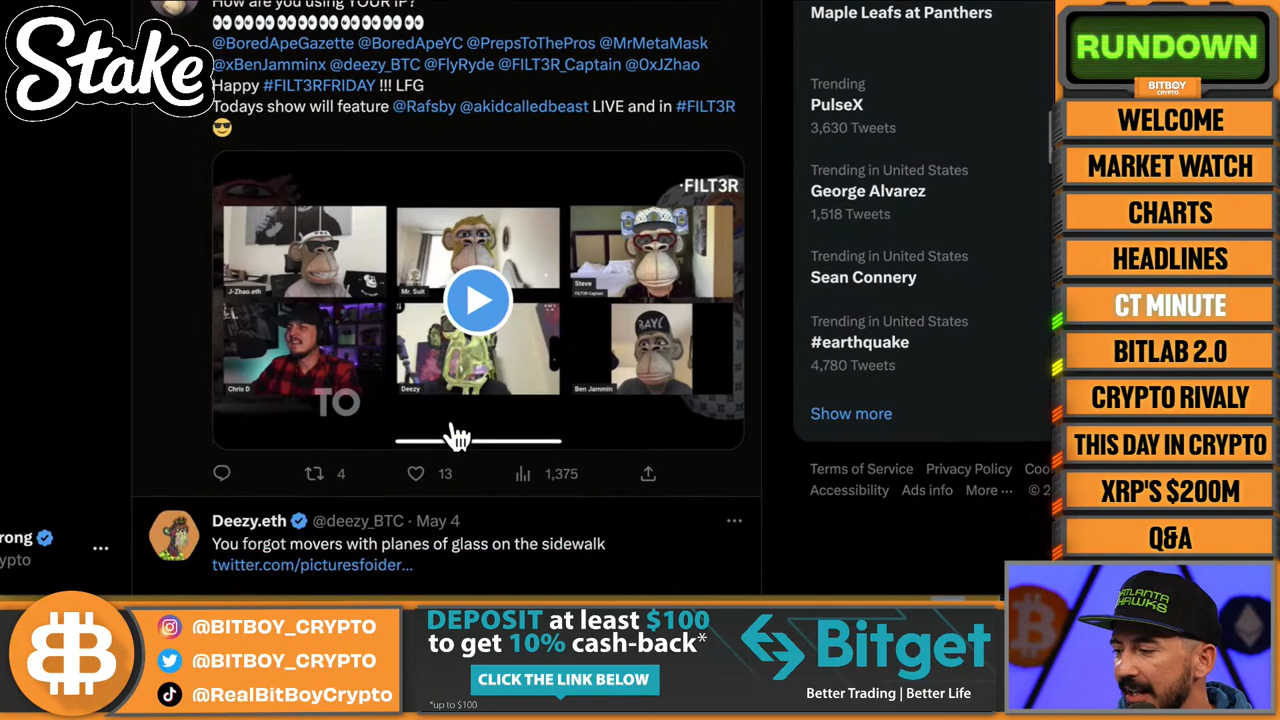 Stake
How are you using YOUR IP?
👀👀👀👀👀👀👀👀👀👀👀👀
@BoredApeGazette @BoredApeYC @PrepsToThePros @MrMetaMask
@xBenJamminx @deezy_BTC @FlyRyde @FILT3R_Captain @0xJZhao
Happy #FILT3RFRIDAY !!! LFG
Todays show will feature @Rafsby @akidcalledbeast LIVE and in #FILT3R
😎
·FILT3R
J-Zhao.eth
Mr. Suit
Steve
FILT3R Captain
BAYC
Chris D
Deezy
Ben Jammin
TO
4
13
1,375
Deezy.eth @deezy_BTC · May 4
You forgot movers with planes of glass on the sidewalk
twitter.com/picturesfoider...
rong
pto
Maple Leafs at Panthers
Trending
PulseX
3,630 Tweets
Trending in United States
George Alvarez
1,518 Tweets
Trending in United States
Sean Connery
Trending in United States
#earthquake
4,780 Tweets
Show more
Terms of Service Privacy Policy Coo
Accessibility Ads info More ··· © 2
RUNDOWN
BITBOY
CRYPTO
WELCOME
MARKET WATCH
CHARTS
HEADLINES
CT MINUTE
BITLAB 2.0
CRYPTO RIVALY
THIS DAY IN CRYPTO
XRP'S $200M
Q&A
ATLANTA
HAWKS
@BITBOY_CRYPTO
@BITBOY_CRYPTO
@RealBitBoyCrypto
DEPOSIT at least $100
to get 10% cash-back*
CLICK THE LINK BELOW
*up to $100
Bitget
Better Trading | Better Life